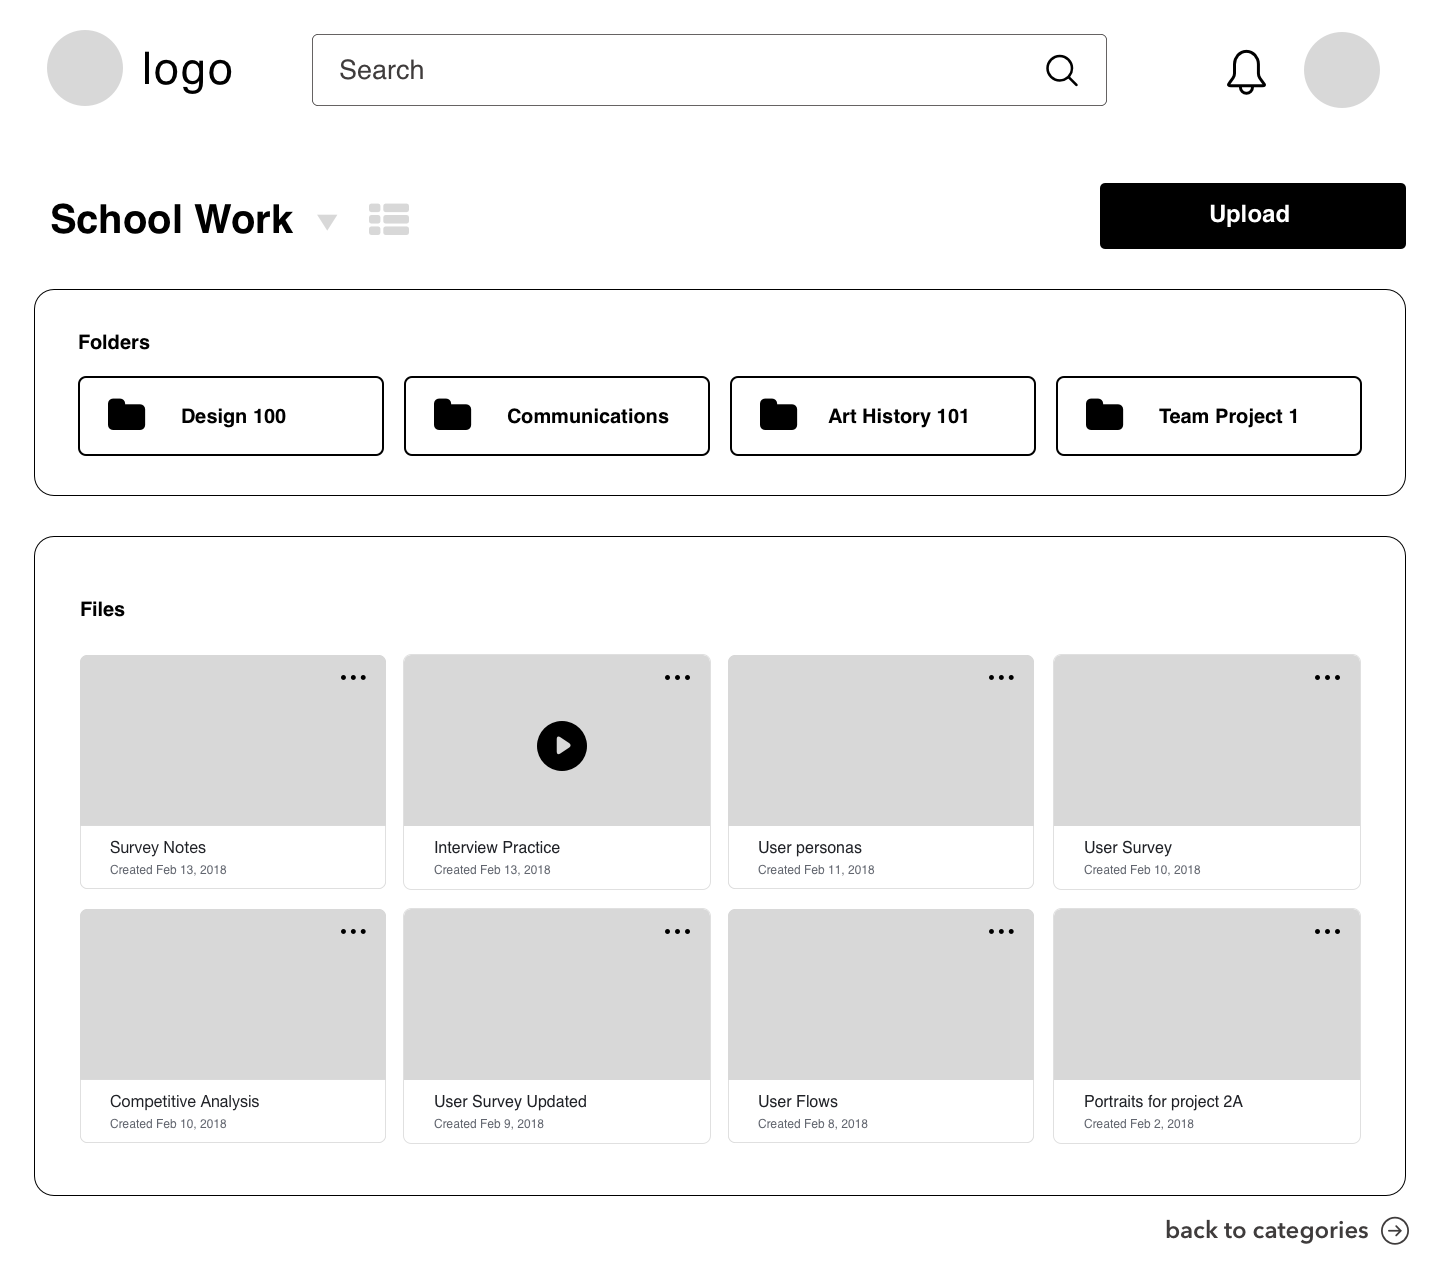 logo
Search
School Work
Upload
Folders
Design 100
Communications
Art History 101
Team Project 1
Files
Survey Notes
Created Feb 13, 2018
Interview Practice
Created Feb 13, 2018
User personas
Created Feb 11, 2018
User Survey
Created Feb 10, 2018
Competitive Analysis
Created Feb 10, 2018
User Survey Updated
Created Feb 9, 2018
User Flows
Created Feb 8, 2018
Portraits for project 2A
Created Feb 2, 2018
back to categories